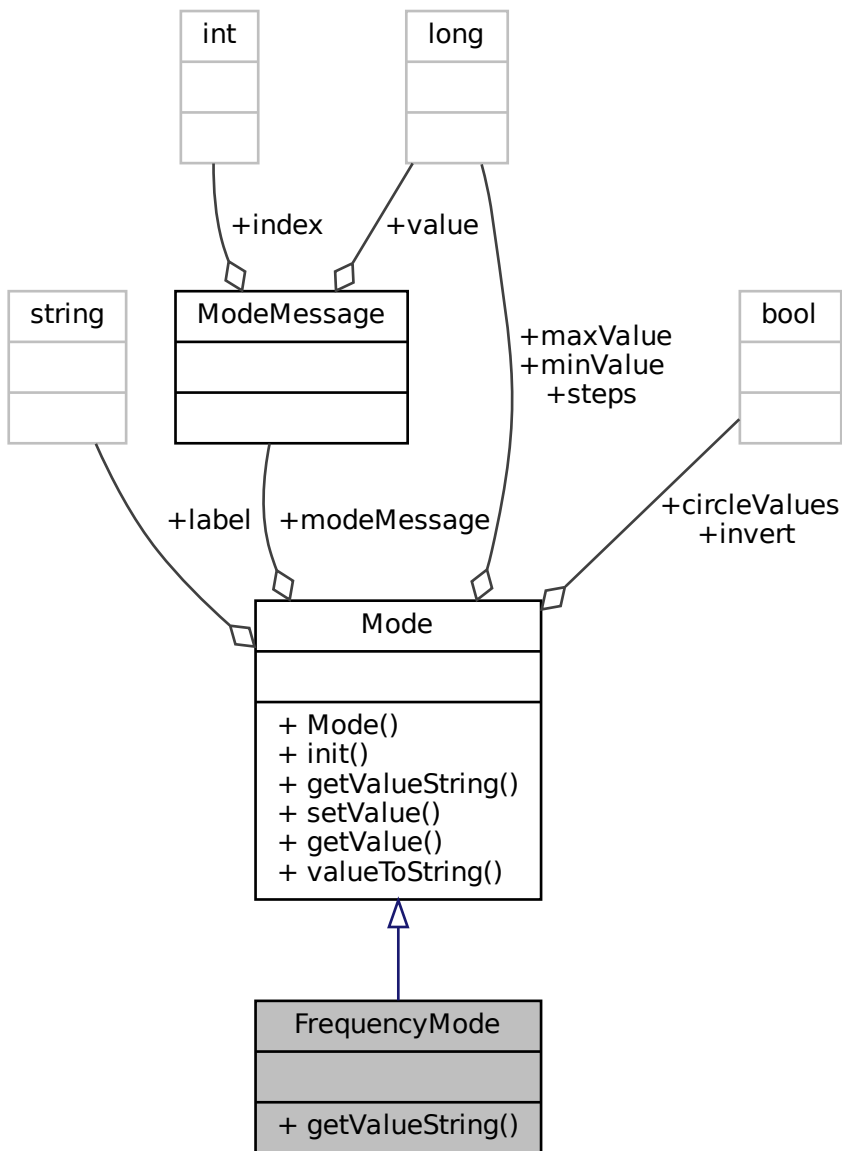 int
long
+index
+value
string
ModeMessage
bool
+maxValue
+minValue
+steps
+label
+modeMessage
+circleValues
+invert
Mode
+ Mode()
+ init()
+ getValueString()
+ setValue()
+ getValue()
+ valueToString()
FrequencyMode
+ getValueString()